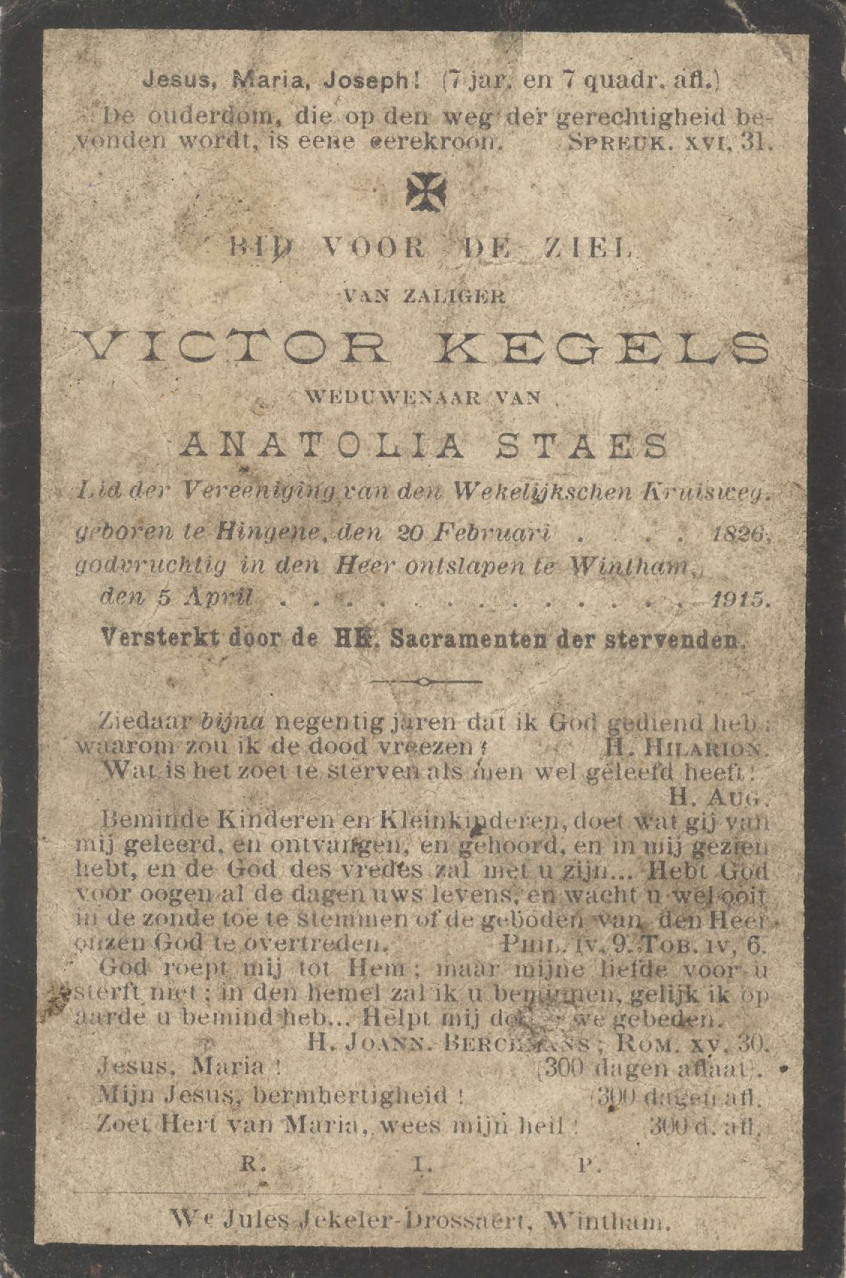 Jesus, Maria, Joseph! (7 jar. en 7 quadr. afl.)
De ouderdom, die op den weg der gerechtigheid be-
vonden wordt, is eene eerekroon. SPREUK. XVI, 31.
BID VOOR DE ZIEL
VAN ZALIGER
VICTOR KEGELS
WEDUWENAAR VAN
ANATOLIA STAES
Lid der Vereeniging van den Wekelijkschen Kruisweg.
geboren te Hingene, den 20 Februari . . . . 1826,
godvruchtig in den Heer ontslapen te Wintham,
den 5 April . . . . . . . . . . . . . 1915.
Versterkt door de HH. Sacramenten der stervenden.
Ziedaar bijna negentig jaren dat ik God gediend heb;
waarom zou ik de dood vreezen? H. HILARION.
Wat is het zoet te sterven als men wel geleefd heeft!
H. AUG.
Beminde Kinderen en Kleinkinderen, doet wat gij van
mij geleerd, en ontvangen, en gehoord, en in mij gezien
hebt, en de God des vredes zal met u zijn... Hebt God
voor oogen al de dagen uws levens, en wacht u wel ooit
in de zonde toe te stemmen of de geboden van den Heer
onzen God te overtreden. PHIL. IV, 9. TOB. IV, 6.
God roept mij tot Hem; maar mijne liefde voor u
sterft niet; in den hemel zal ik u beminnen, gelijk ik op
aarde u bemind heb... Helpt mij door we gebeden.
H. JOANN. BERCHMANS; ROM. XV, 30.
Jesus, Maria! (300 dagen aflaat).
Mijn Jesus, bermhertigheid! (300 dagen afl.
Zoet Hert van Maria, wees mijn heil! 300 d. afl.
R. I. P.
We Jules Jekeler-Drossaert, Wintham.